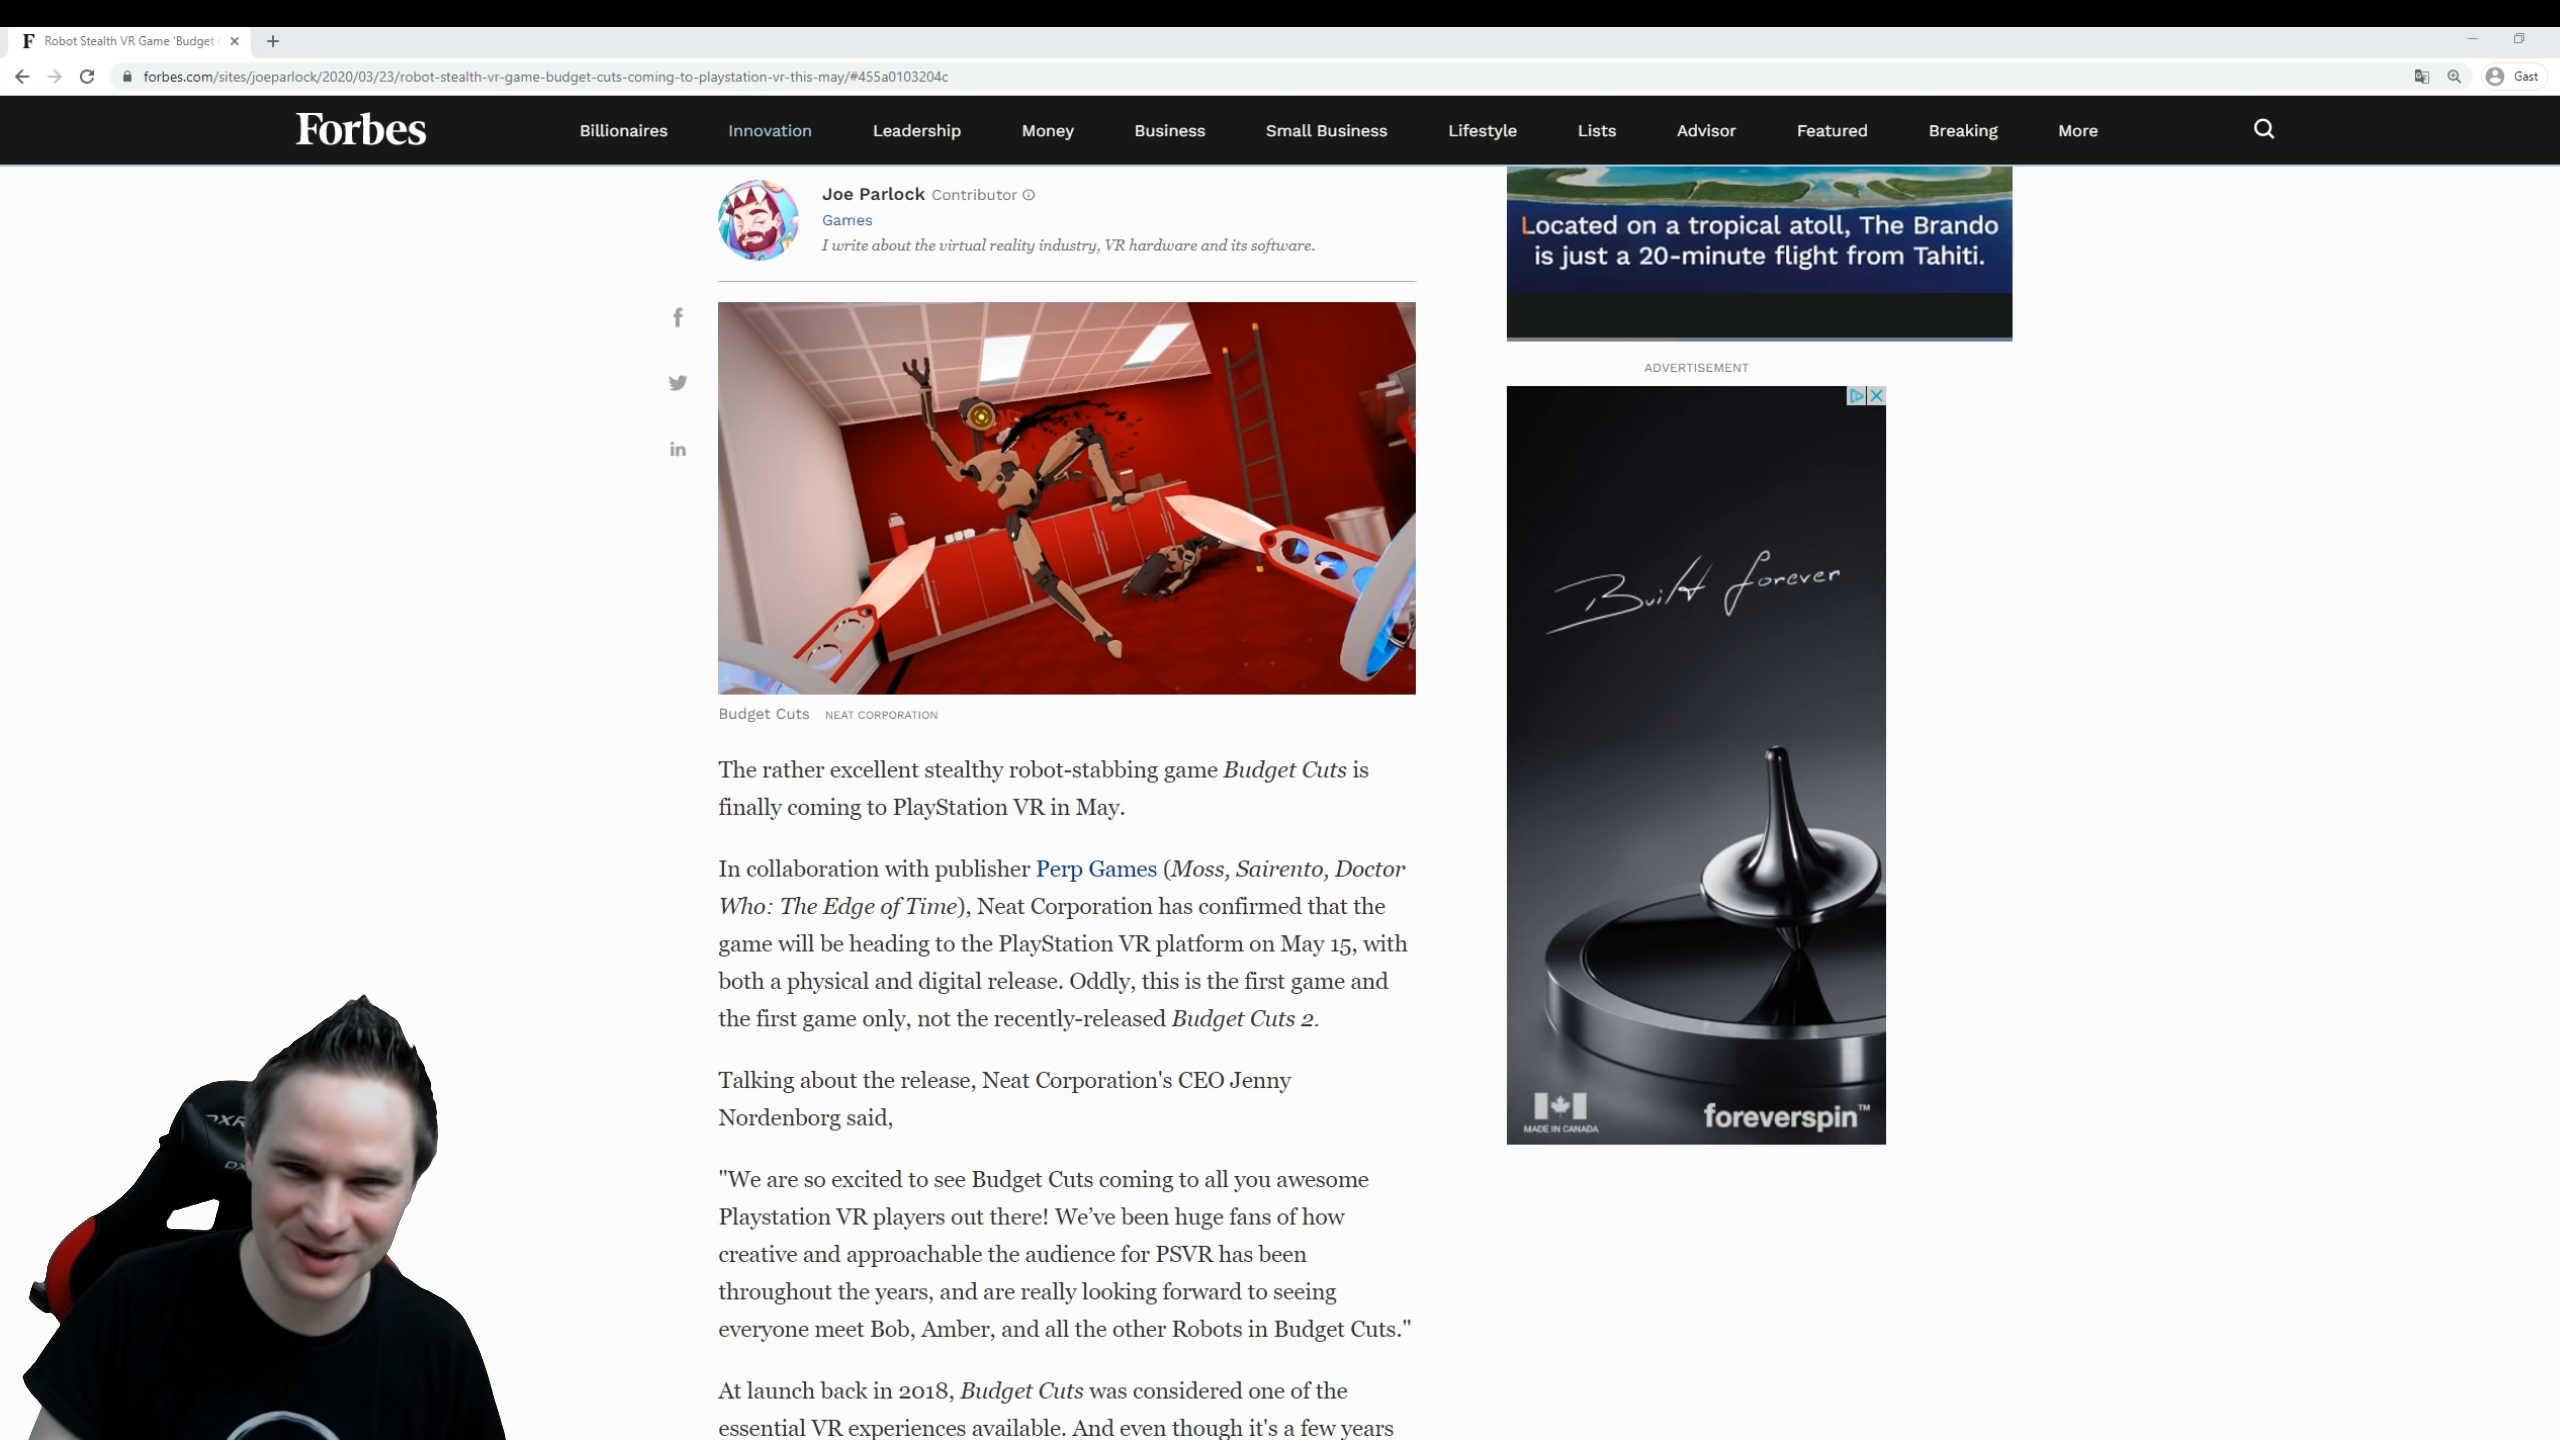 Robot Stealth VR Game 'Budget
forbes.com/sites/joeparlock/2020/03/23/robot-stealth-vr-game-budget-cuts-coming-to-playstation-vr-this-may/#455a0103204c
Gast
Forbes
Billionaires
Innovation
Leadership
Money
Business
Small Business
Lifestyle
Lists
Advisor
Featured
Breaking
More
Joe Parlock Contributor
Games
I write about the virtual reality industry, VR hardware and its software.
Located on a tropical atoll, The Brando
is just a 20-minute flight from Tahiti.
ADVERTISEMENT
Built forever
MADE IN CANADA
foreverspin™
Budget Cuts NEAT CORPORATION
The rather excellent stealthy robot-stabbing game Budget Cuts is
finally coming to PlayStation VR in May.
In collaboration with publisher Perp Games (Moss, Sairento, Doctor
Who: The Edge of Time), Neat Corporation has confirmed that the
game will be heading to the PlayStation VR platform on May 15, with
both a physical and digital release. Oddly, this is the first game and
the first game only, not the recently-released Budget Cuts 2.
Talking about the release, Neat Corporation's CEO Jenny
Nordenborg said,
"We are so excited to see Budget Cuts coming to all you awesome
Playstation VR players out there! We’ve been huge fans of how
creative and approachable the audience for PSVR has been
throughout the years, and are really looking forward to seeing
everyone meet Bob, Amber, and all the other Robots in Budget Cuts."
At launch back in 2018, Budget Cuts was considered one of the
essential VR experiences available. And even though it's a few years